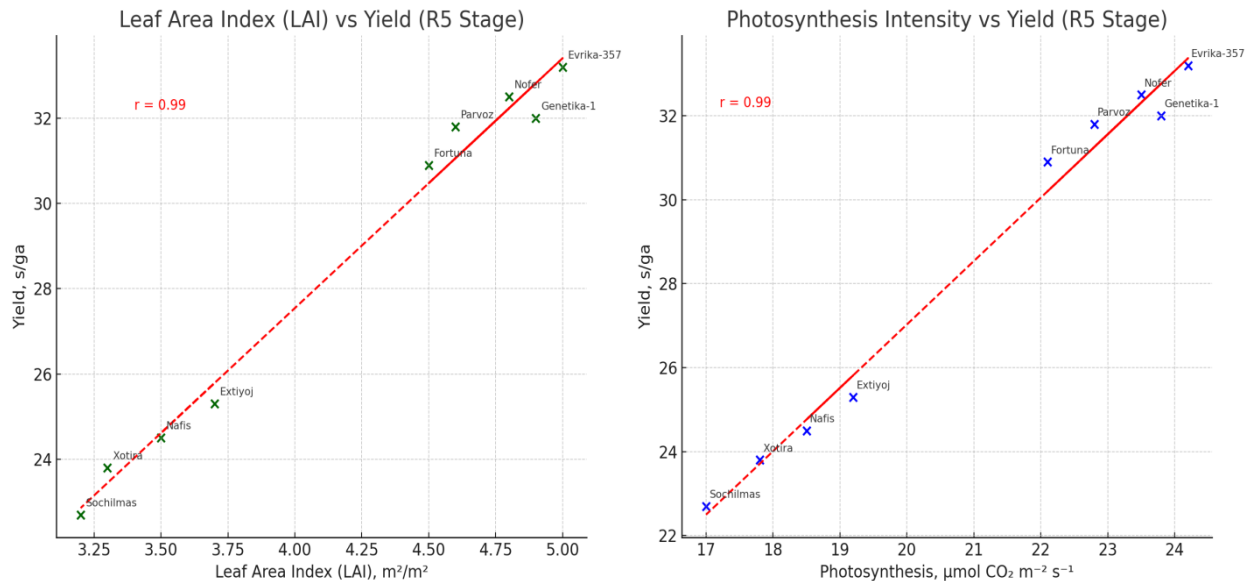 Leaf Area Index (LAI) vs Yield (R5 Stage)
Evrika-357
Nofer
r = 0.99
Genetika-1
Parvoz
Fortuna
Extiyoj
Nafis
Xotira
Sochilmas
32
30
28
26
24
Yield, s/ga
3.25 3.50 3.75 4.00 4.25 4.50 4.75 5.00
Leaf Area Index (LAI), m²/m²
Photosynthesis Intensity vs Yield (R5 Stage)
Evrika-357
Nofer
r = 0.99
Genetika-1
Parvoz
Fortuna
Extiyoj
Nafis
Xotira
Sochilmas
32
30
28
26
24
22
Yield, s/ga
17 18 19 20 21 22 23 24
Photosynthesis, μmol CO₂ m⁻² s⁻¹